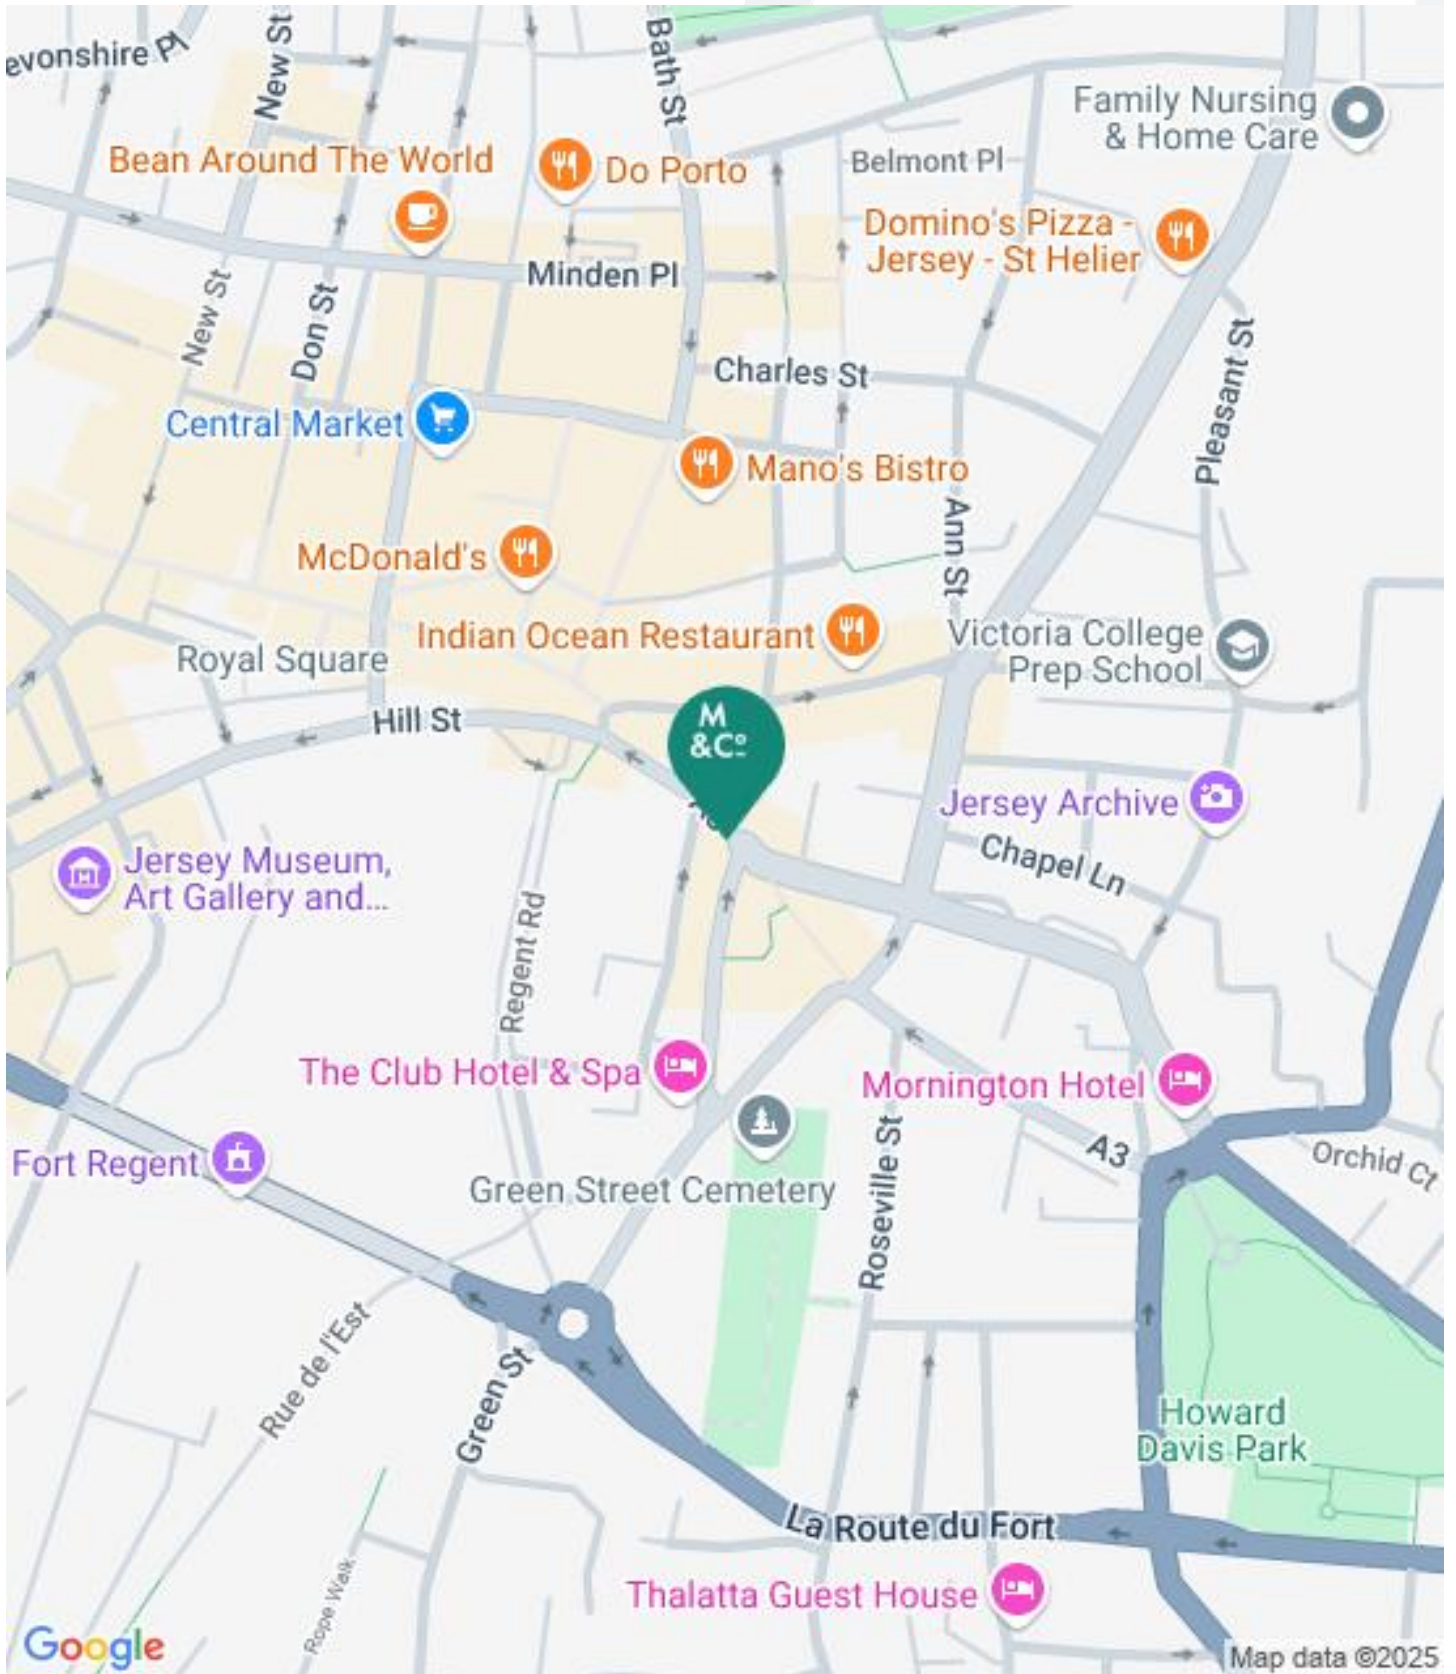 evonshire Pl
New St
Bath St
Family Nursing
& Home Care
Bean Around The World
Do Porto
Belmont Pl
Domino's Pizza -
Jersey - St Helier
Minden Pl
New St
Don St
Charles St
Pleasant St
Central Market
Mano's Bistro
Ann St
McDonald's
Indian Ocean Restaurant
Victoria College
Prep School
Royal Square
Hill St
M
&Cº
Jersey Archive
Chapel Ln
Jersey Museum,
Art Gallery and...
Regent Rd
The Club Hotel & Spa
Mornington Hotel
Fort Regent
Green Street Cemetery
Roseville St
A3
Orchid Ct
Rue de l'Est
Green St
Howard
Davis Park
La Route du Fort
Rope Walk
Thalatta Guest House
Google
Map data ©2025